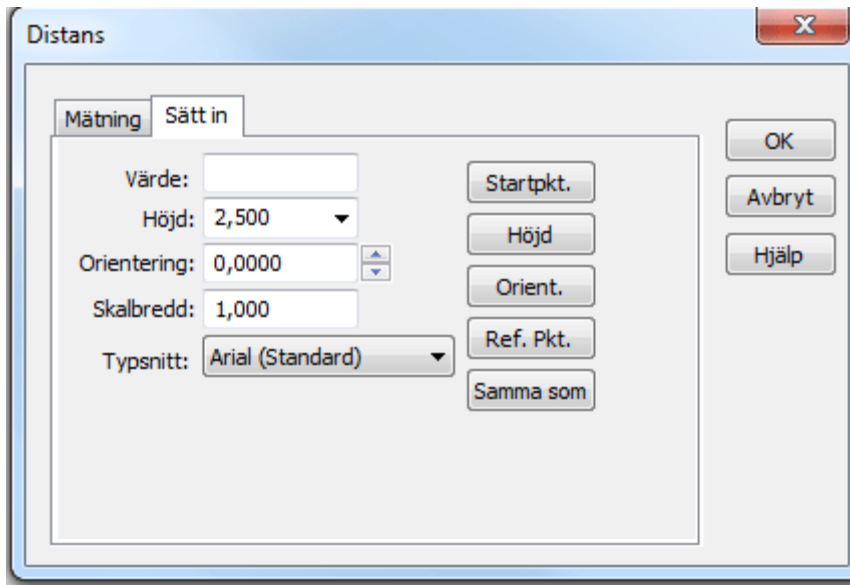 Distans
Mätning Sätt in
Värde:
Höjd: 2,500
Orientering: 0,0000
Skalbredd: 1,000
Typsnitt: Arial (Standard)
Startpkt.
Höjd
Orient.
Ref. Pkt.
Samma som
OK
Avbryt
Hjälp